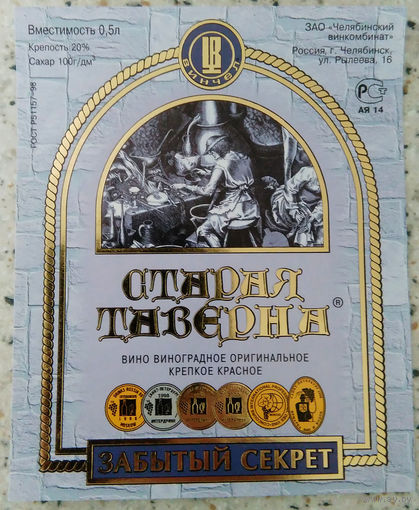 Вместимость 0,5л
Крепость 20%
Сахар 100г/дм³
ГОСТ Р51157-98
ВИНЧЕЛ
ЗАО «Челябинский
винкомбинат»
Россия, г. Челябинск,
ул. Рылеева, 16
АЯ 14
СТАРАЯ
ТАВЕРНА®
ВИНО ВИНОГРАДНОЕ ОРИГИНАЛЬНОЕ
КРЕПКОЕ КРАСНОЕ
ЗАБЫТЫЙ СЕКРЕТ